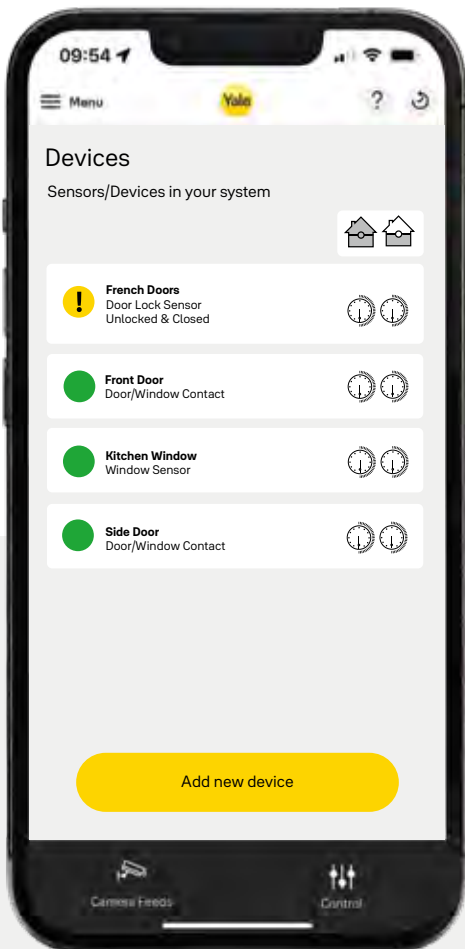 09:54
Menu
Yale
?
Devices
Sensors/Devices in your system
!
French Doors
Door Lock Sensor
Unlocked & Closed
Front Door
Door/Window Contact
Kitchen Window
Window Sensor
Side Door
Door/Window Contact
Add new device
Camera Feeds
Control